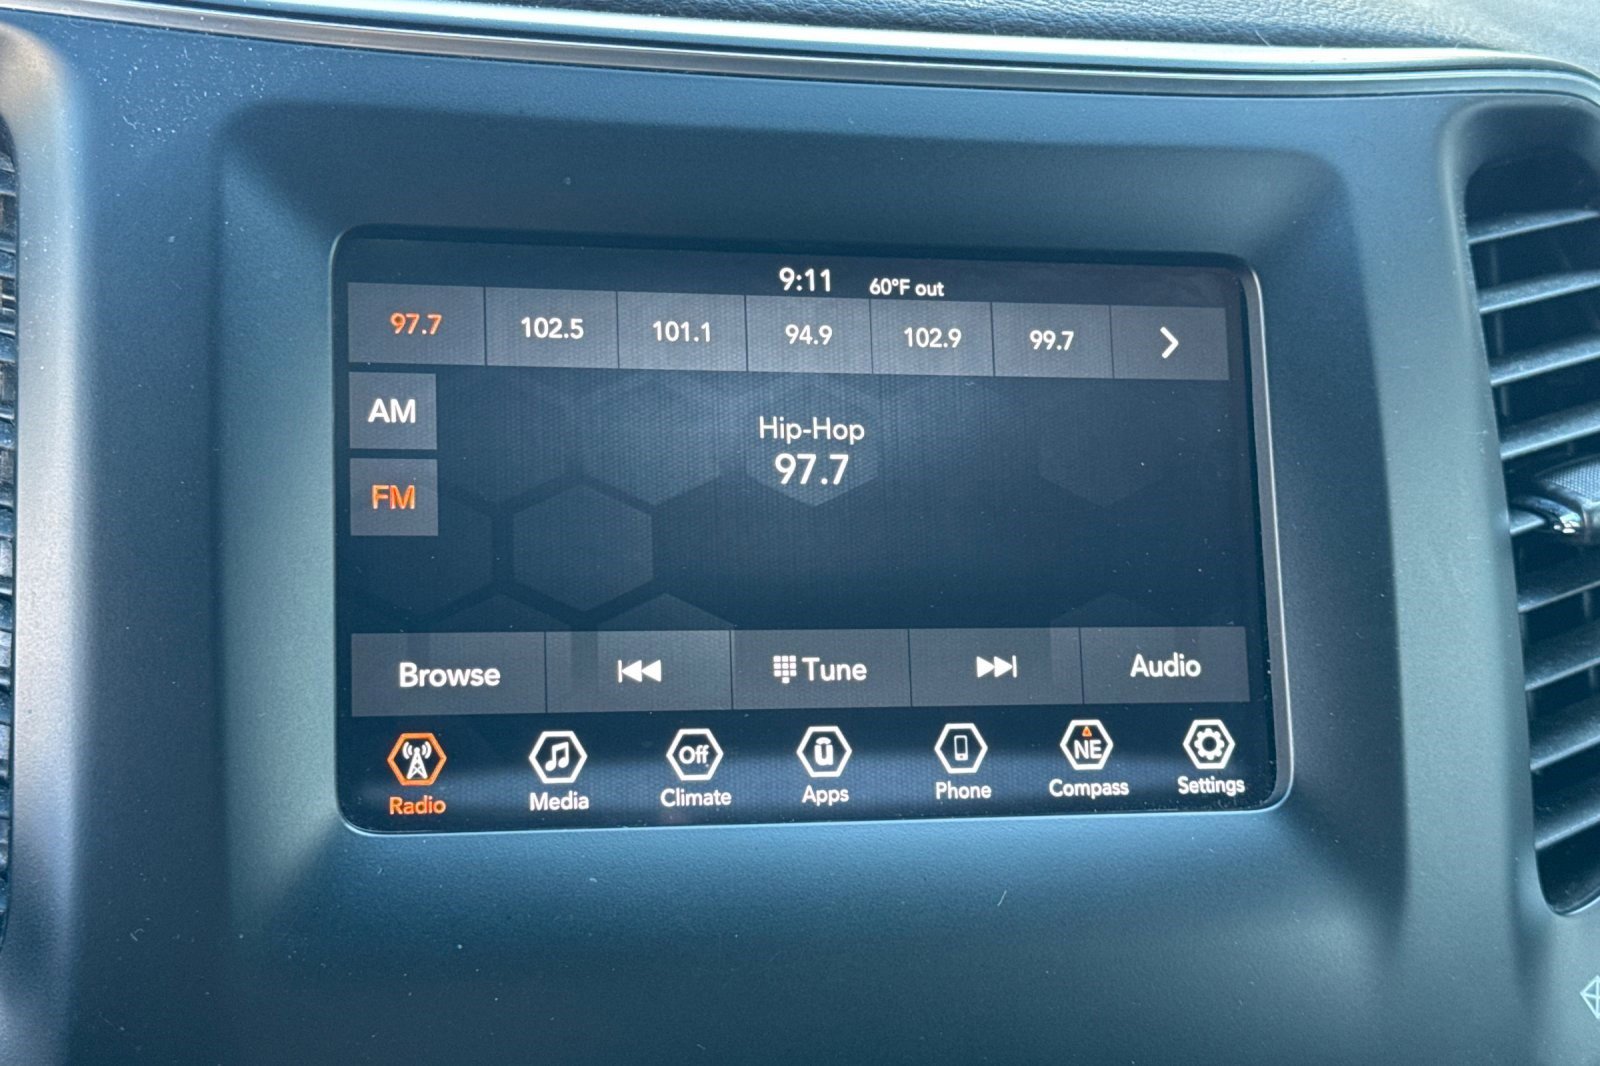 9:11 60°F out
97.7 102.5 101.1 94.9 102.9 99.7
AM
Hip-Hop
97.7
FM
Browse Tune Audio
Off NE
Radio Media Climate Apps Phone Compass Settings